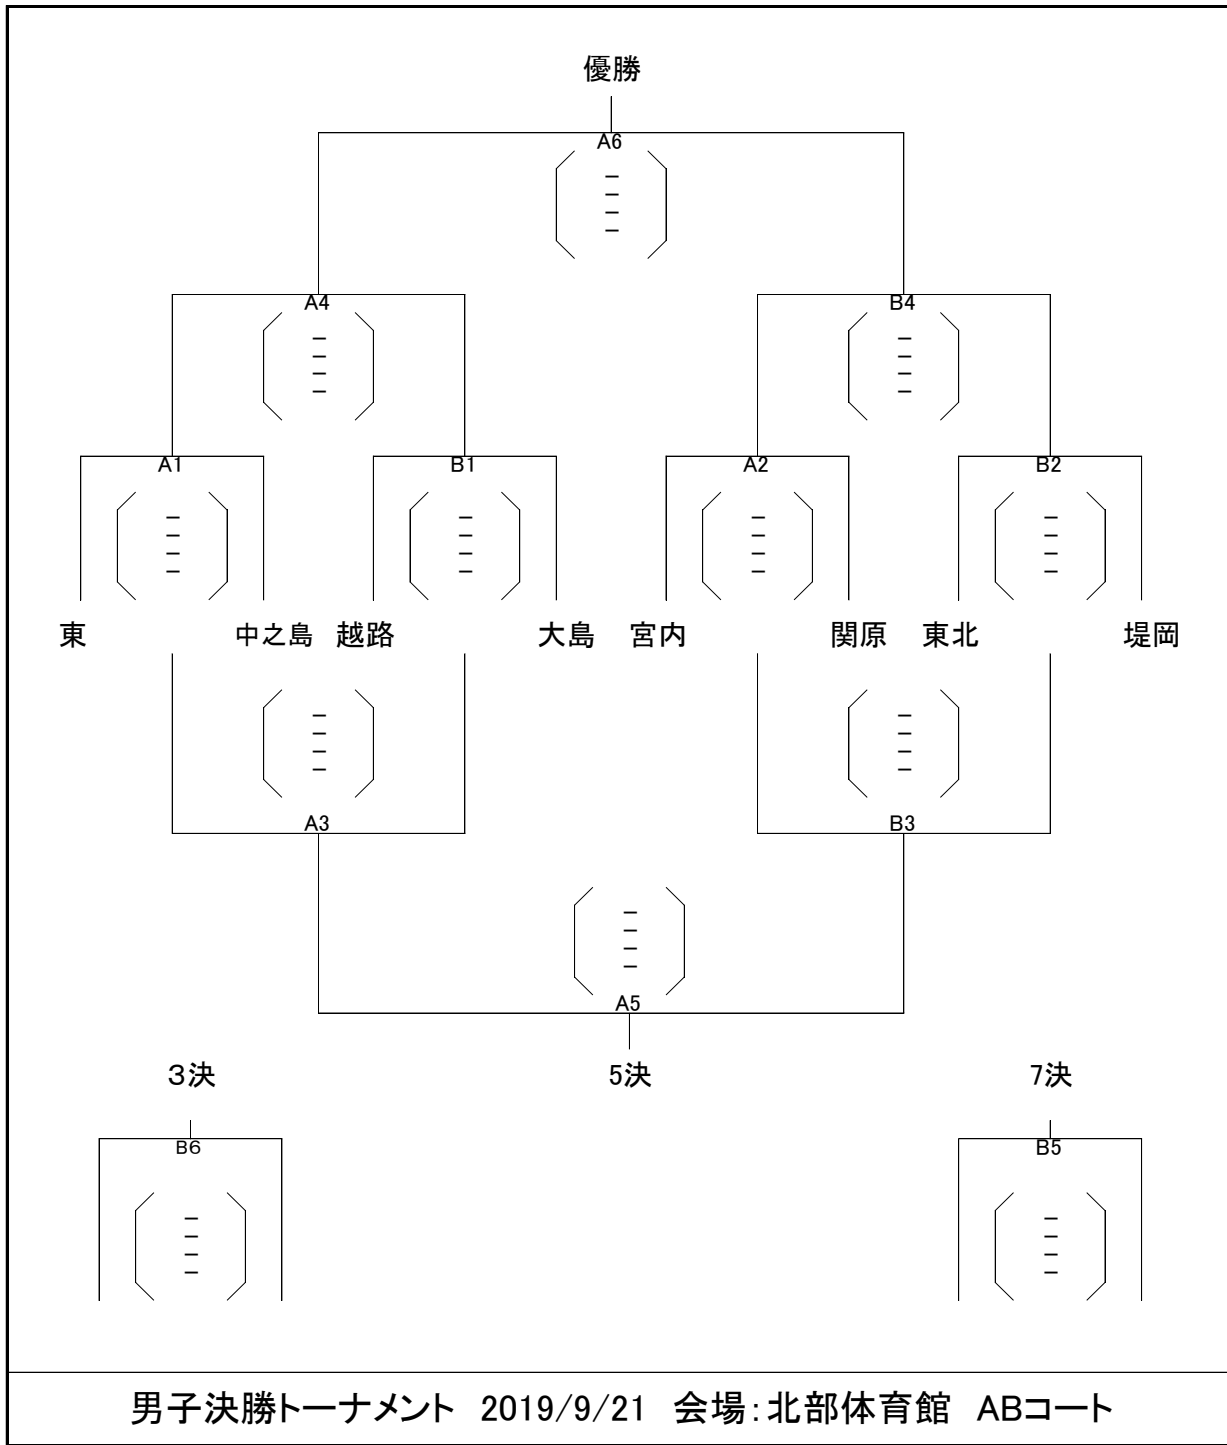 優勝
A6
A4 B4
A1 B1 A2 B2
東 中之島 越路 大島 宮内 関原 東北 堤岡
A3 B3
A5
３決 5決 7決
B6 B5
男子決勝トーナメント 2019/9/21 会場：北部体育館 ABコート